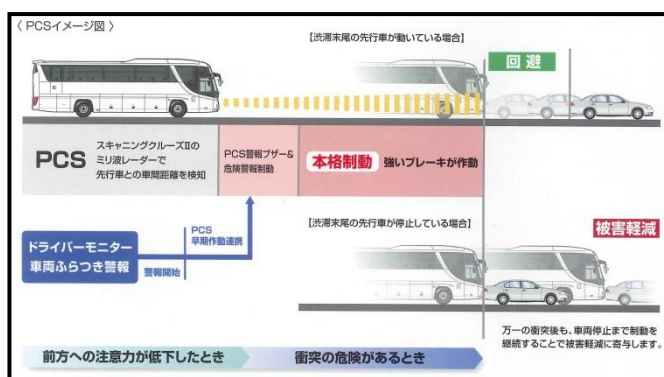 〈 PCSイメージ図 〉
【渋滞末尾の先行車が動いている場合】
回避
PCS
スキャニングクルーズⅡの
ミリ波レーダーで
先行車との車間距離を検知
PCS警報ブザー&
危険警報制動
本格制動 強いブレーキが作動
ドライバーモニター
車両ふらつき警報
警報開始
PCS
早期作動連携
【渋滞末尾の先行車が停止している場合】
被害軽減
万一の衝突後も、車両停止まで制動を
継続することで被害軽減に寄与します。
前方への注意力が低下したとき
衝突の危険があるとき